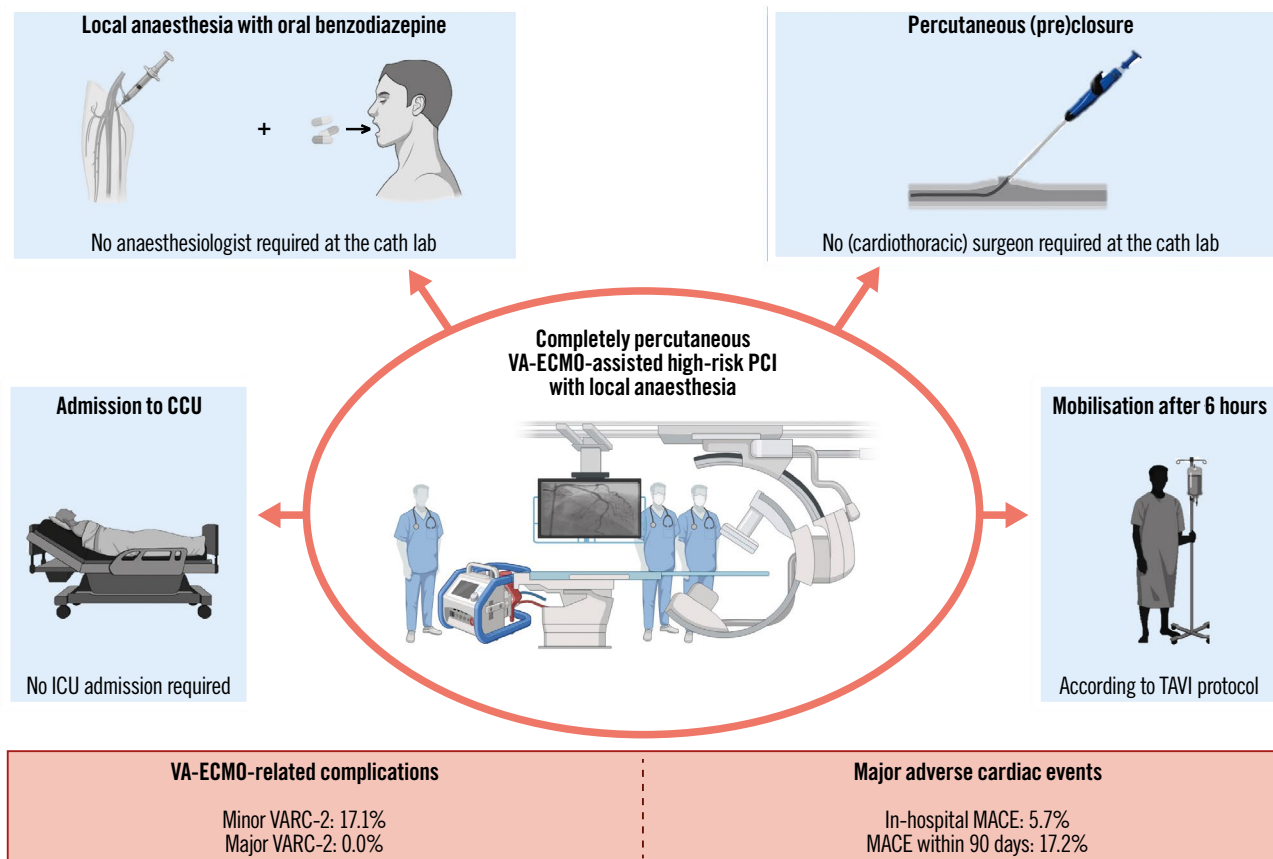 Local anaesthesia with oral benzodiazepine
+
No anaesthesiologist required at the cath lab
Percutaneous (pre)closure
No (cardiothoracic) surgeon required at the cath lab
Completely percutaneous
VA-ECMO-assisted high-risk PCI
with local anaesthesia
Admission to CCU
No ICU admission required
Mobilisation after 6 hours
According to TAVI protocol
VA-ECMO-related complications
Minor VARC-2: 17.1%
Major VARC-2: 0.0%
Major adverse cardiac events
In-hospital MACE: 5.7%
MACE within 90 days: 17.2%